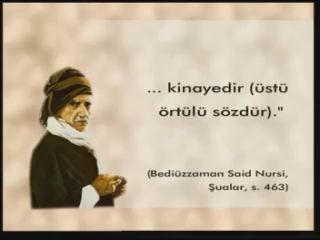 ... kinayedir (üstü
örtülü sözdür)."
(Bediüzzaman Said Nursi,
Şualar, s. 463)